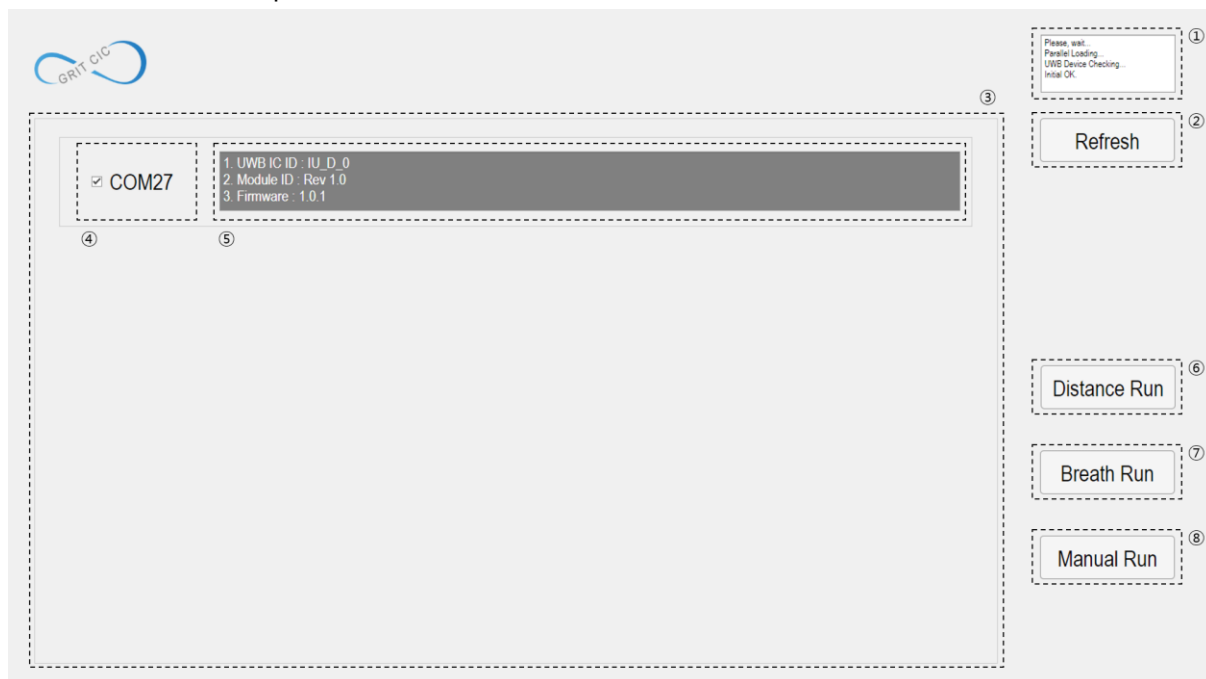 GRIT CIC
①
Please, wait...
Parallel Loading...
UWB Device Checking...
Initial OK.
③
②
Refresh
☑ COM27
1. UWB IC ID : IU_D_0
2. Module ID : Rev 1.0
3. Firmware : 1.0.1
④
⑤
⑥
Distance Run
⑦
Breath Run
⑧
Manual Run